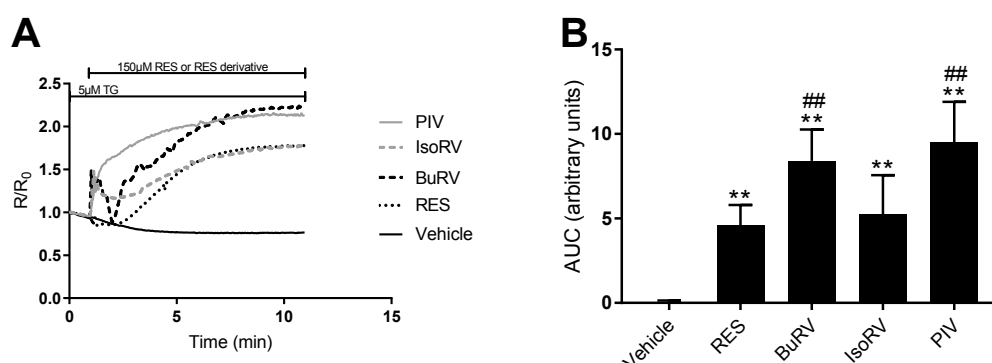 A
150µM RES or RES derivative
5µM TG
2.5
2.0
1.5
1.0
0.5
0.0
R/R0
0 5 10 15
Time (min)
PIV
IsoRV
BuRV
RES
Vehicle
B
AUC (arbitrary units)
15
10
5
0
** ## ** ** ## **
Vehicle RES BuRV IsoRV PIV